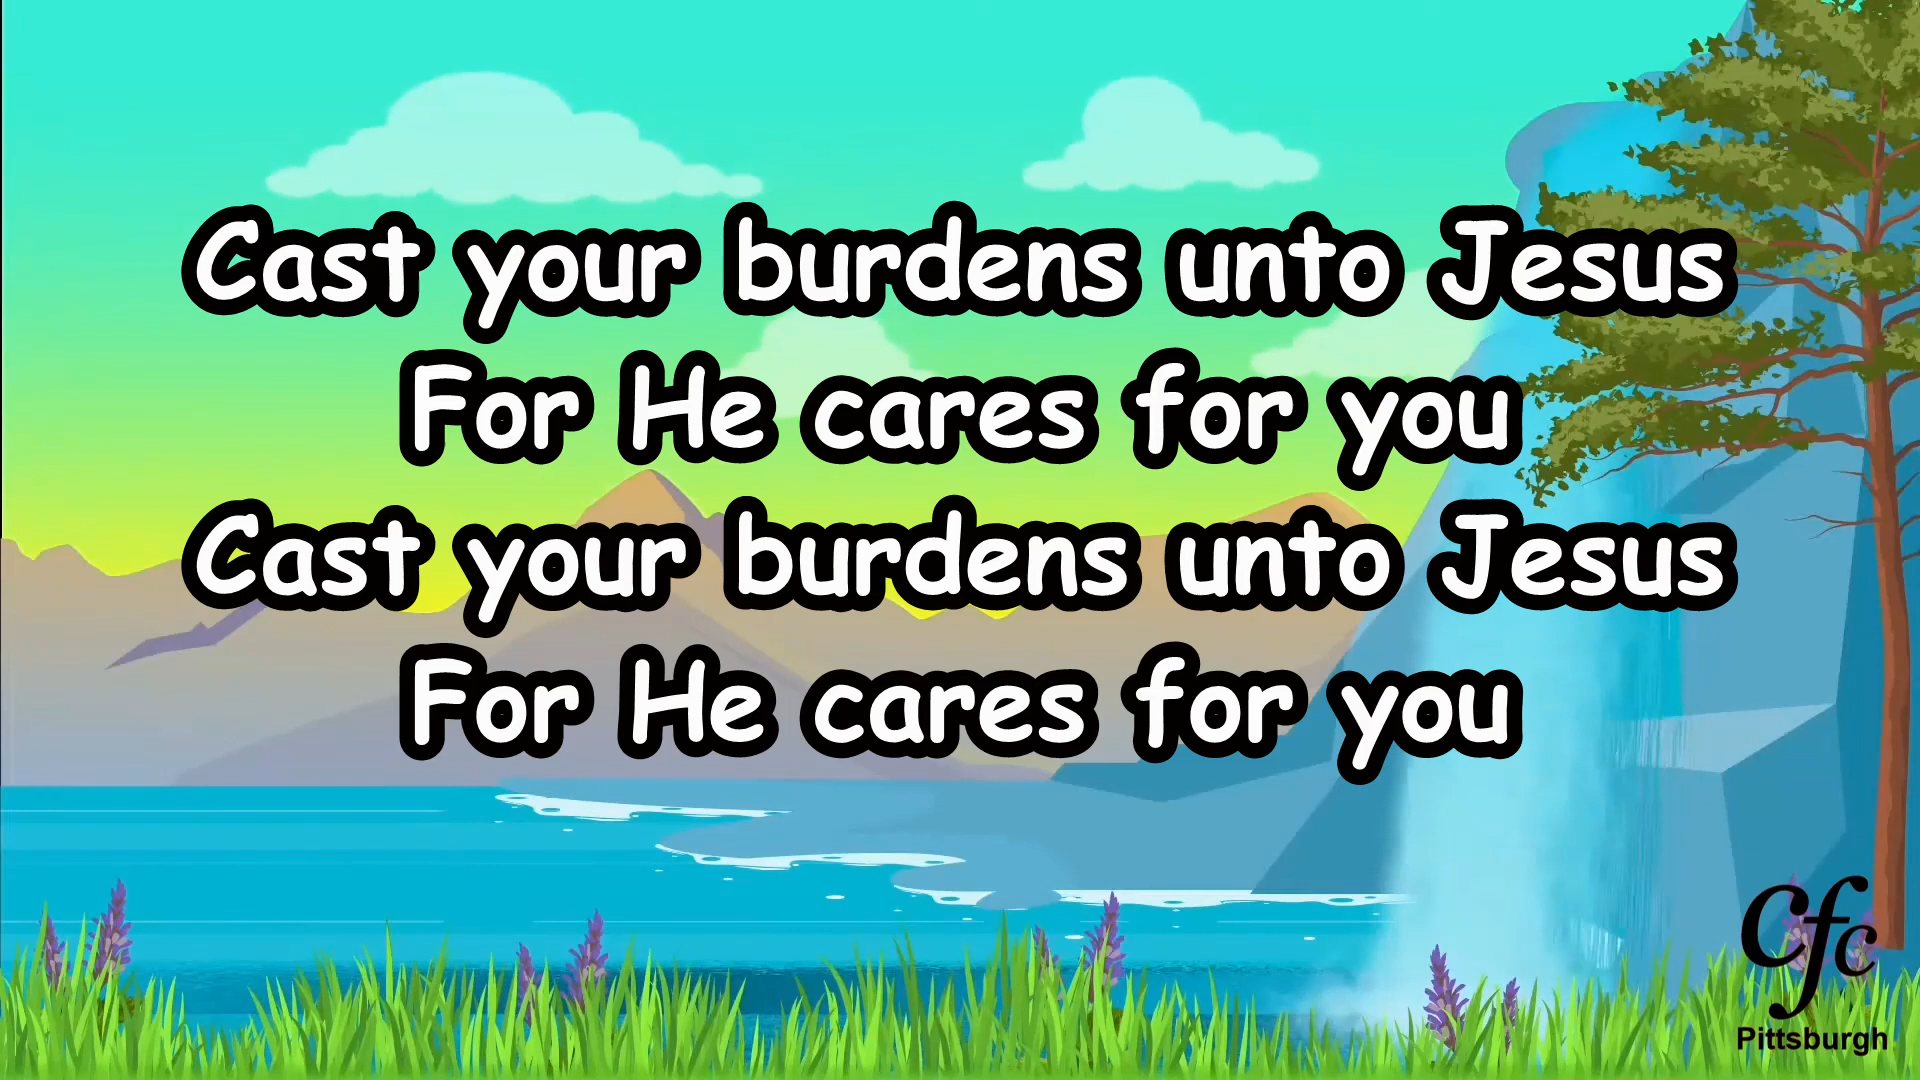 Cast your burdens unto Jesus
For He cares for you
Cast your burdens unto Jesus
For He cares for you
cfc
Pittsburgh